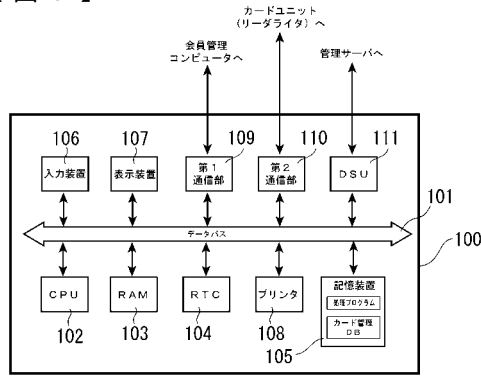 カードユニット
(リーダライタ)へ
会員管理
コンピュータへ
管理サーバへ
106
107
109
110
111
入力装置
表示装置
第1
通信部
第2
通信部
DSU
101
データバス
100
CPU
RAM
RTC
プリンタ
記憶装置
処理プログラム
カード管理
DB
102
103
104
108
105